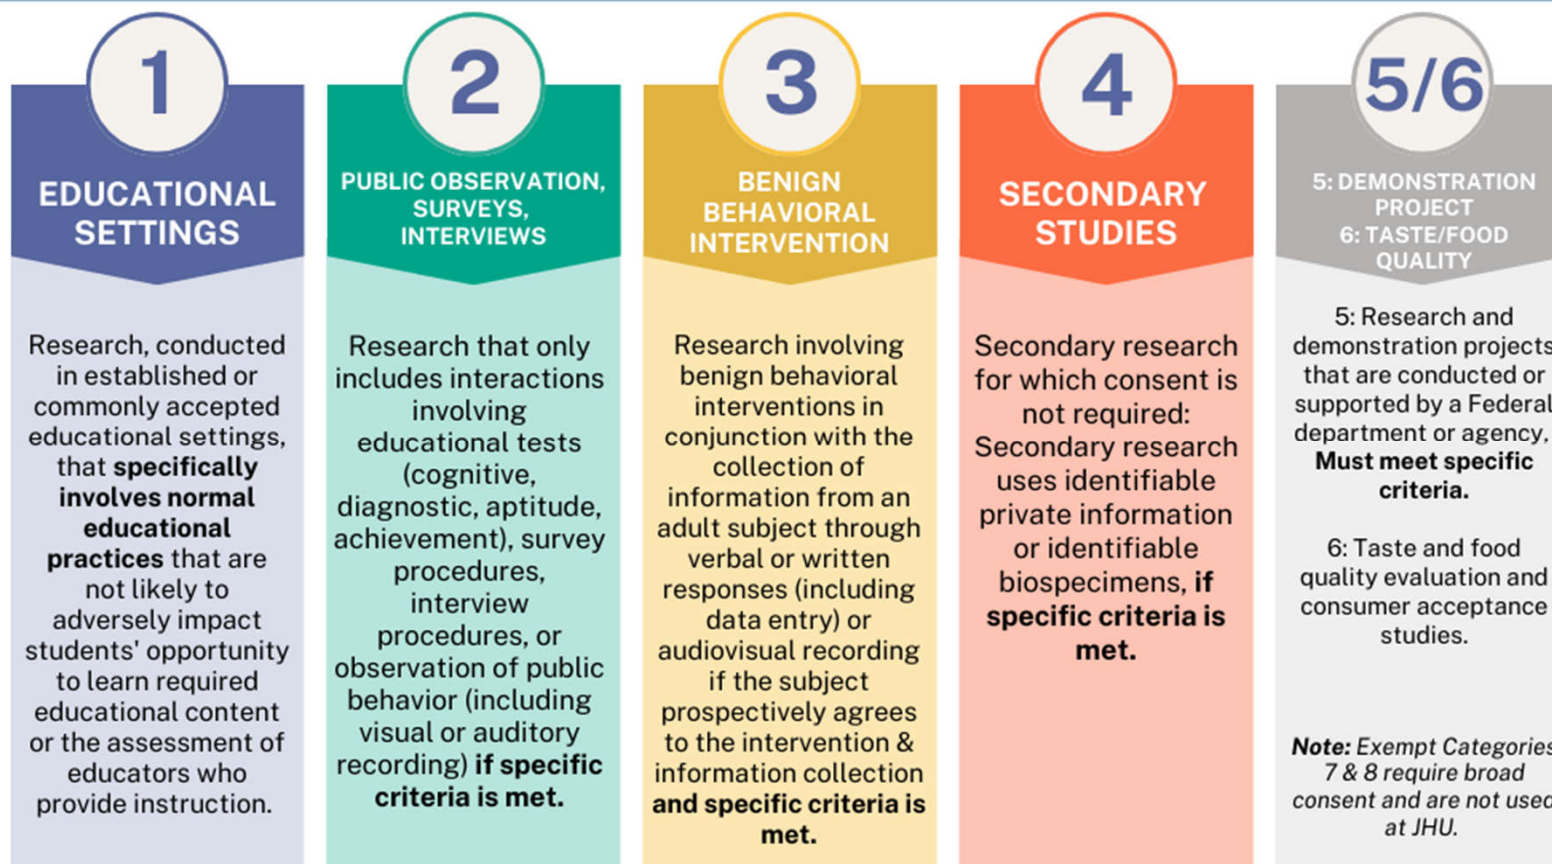 1
EDUCATIONAL
SETTINGS
Research, conducted
in established or
commonly accepted
educational settings,
that specifically
involves normal
educational
practices that are
not likely to
adversely impact
students' opportunity
to learn required
educational content
or the assessment of
educators who
provide instruction.
2
PUBLIC OBSERVATION,
SURVEYS,
INTERVIEWS
Research that only
includes interactions
involving
educational tests
(cognitive,
diagnostic, aptitude,
achievement), survey
procedures,
interview
procedures, or
observation of public
behavior (including
visual or auditory
recording) if specific
criteria is met.
3
BENIGN
BEHAVIORAL
INTERVENTION
Research involving
benign behavioral
interventions in
conjunction with the
collection of
information from an
adult subject through
verbal or written
responses (including
data entry) or
audiovisual recording
if the subject
prospectively agrees
to the intervention &
information collection
and specific criteria is
met.
4
SECONDARY
STUDIES
Secondary research
for which consent is
not required:
Secondary research
uses identifiable
private information
or identifiable
biospecimens, if
specific criteria is
met.
5/6
5: DEMONSTRATION
PROJECT
6: TASTE/FOOD
QUALITY
5: Research and
demonstration projects
that are conducted or
supported by a Federal
department or agency,
Must meet specific
criteria.
6: Taste and food
quality evaluation and
consumer acceptance
studies.
Note: Exempt Categories
7 & 8 require broad
consent and are not used
at JHU.